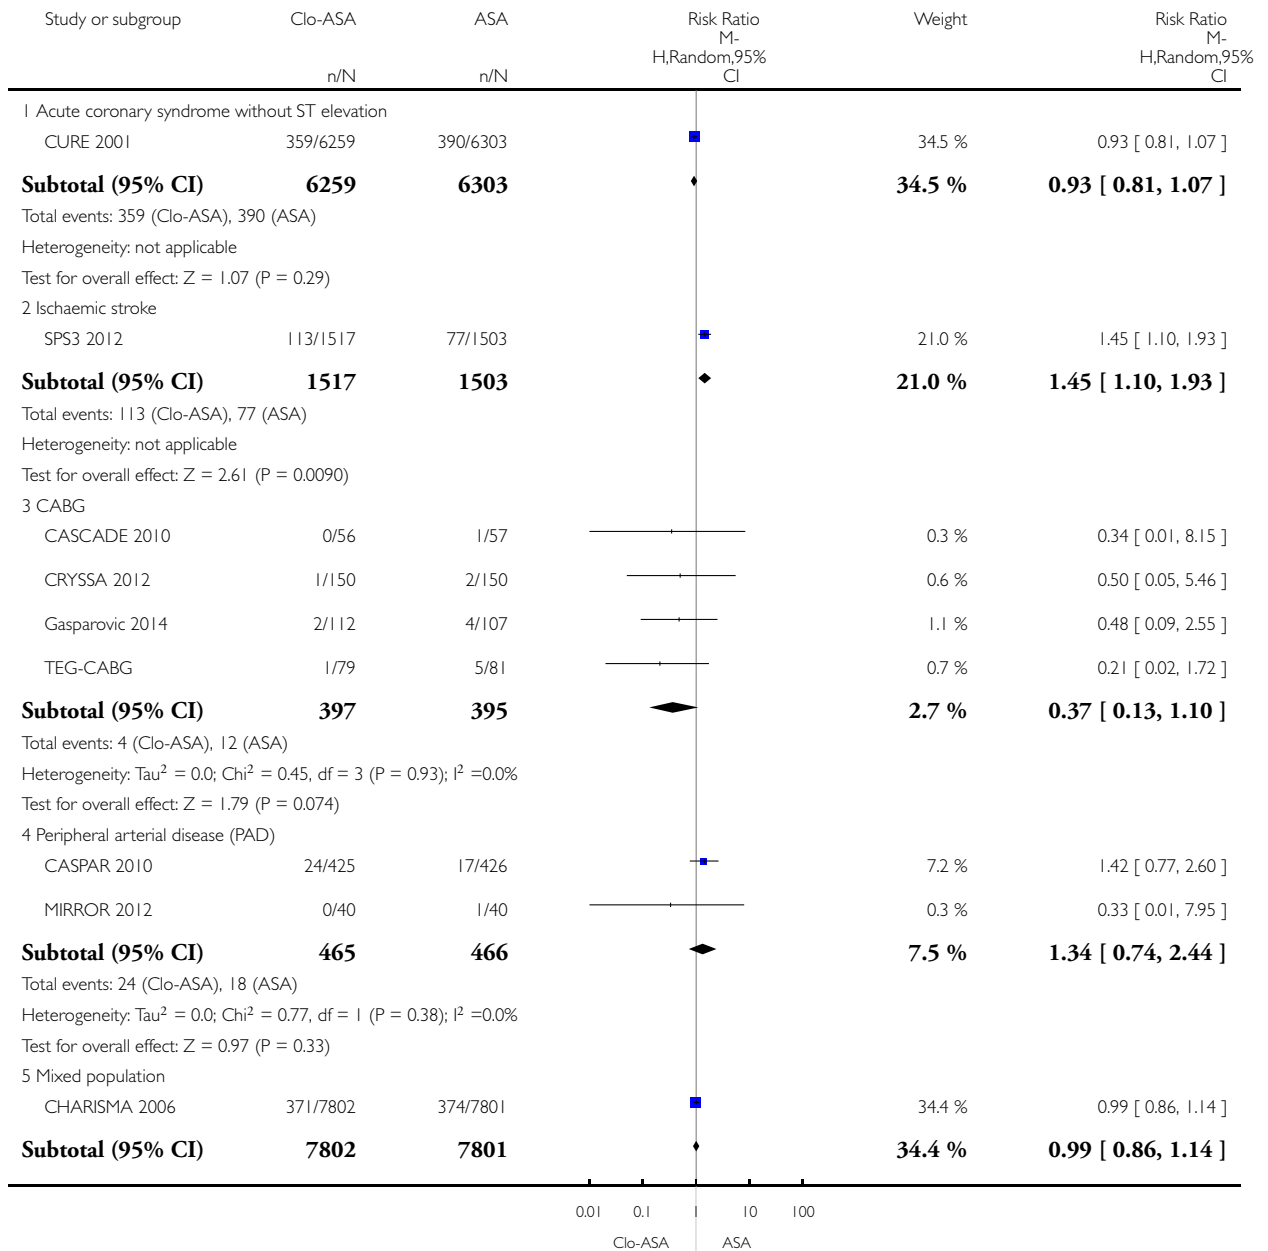 Study or subgroup Clo-ASA ASA Risk Ratio Weight Risk Ratio
M- M-
H,Random,95% H,Random,95%
n/N n/N CI CI
1 Acute coronary syndrome without ST elevation
CURE 2001 359/6259 390/6303 34.5 % 0.93 [ 0.81, 1.07 ]
Subtotal (95% CI) 6259 6303 34.5 % 0.93 [ 0.81, 1.07 ]
Total events: 359 (Clo-ASA), 390 (ASA)
Heterogeneity: not applicable
Test for overall effect: Z = 1.07 (P = 0.29)
2 Ischaemic stroke
SPS3 2012 113/1517 77/1503 21.0 % 1.45 [ 1.10, 1.93 ]
Subtotal (95% CI) 1517 1503 21.0 % 1.45 [ 1.10, 1.93 ]
Total events: 113 (Clo-ASA), 77 (ASA)
Heterogeneity: not applicable
Test for overall effect: Z = 2.61 (P = 0.0090)
3 CABG
CASCADE 2010 0/56 1/57 0.3 % 0.34 [ 0.01, 8.15 ]
CRYSSA 2012 1/150 2/150 0.6 % 0.50 [ 0.05, 5.46 ]
Gasparovic 2014 2/112 4/107 1.1 % 0.48 [ 0.09, 2.55 ]
TEG-CABG 1/79 5/81 0.7 % 0.21 [ 0.02, 1.72 ]
Subtotal (95% CI) 397 395 2.7 % 0.37 [ 0.13, 1.10 ]
Total events: 4 (Clo-ASA), 12 (ASA)
Heterogeneity: Tau² = 0.0; Chi² = 0.45, df = 3 (P = 0.93); I² =0.0%
Test for overall effect: Z = 1.79 (P = 0.074)
4 Peripheral arterial disease (PAD)
CASPAR 2010 24/425 17/426 7.2 % 1.42 [ 0.77, 2.60 ]
MIRROR 2012 0/40 1/40 0.3 % 0.33 [ 0.01, 7.95 ]
Subtotal (95% CI) 465 466 7.5 % 1.34 [ 0.74, 2.44 ]
Total events: 24 (Clo-ASA), 18 (ASA)
Heterogeneity: Tau² = 0.0; Chi² = 0.77, df = 1 (P = 0.38); I² =0.0%
Test for overall effect: Z = 0.97 (P = 0.33)
5 Mixed population
CHARISMA 2006 371/7802 374/7801 34.4 % 0.99 [ 0.86, 1.14 ]
Subtotal (95% CI) 7802 7801 34.4 % 0.99 [ 0.86, 1.14 ]
0.01 0.1 1 10 100
Clo-ASA ASA